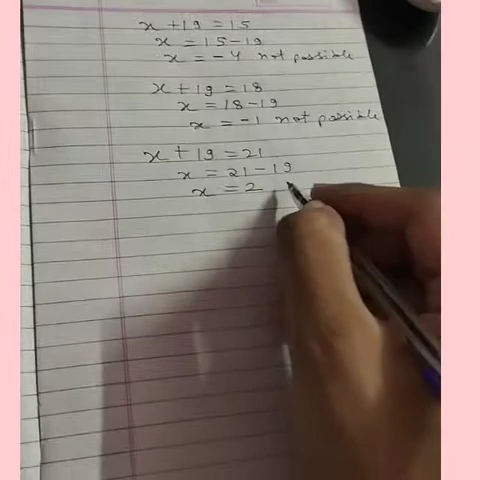 x + 19 = 15
x = 15 - 19
x = - 4 not possible
x + 19 = 18
x = 18 - 19
x = - 1 not possible
x + 19 = 21
x = 21 - 19
x = 2